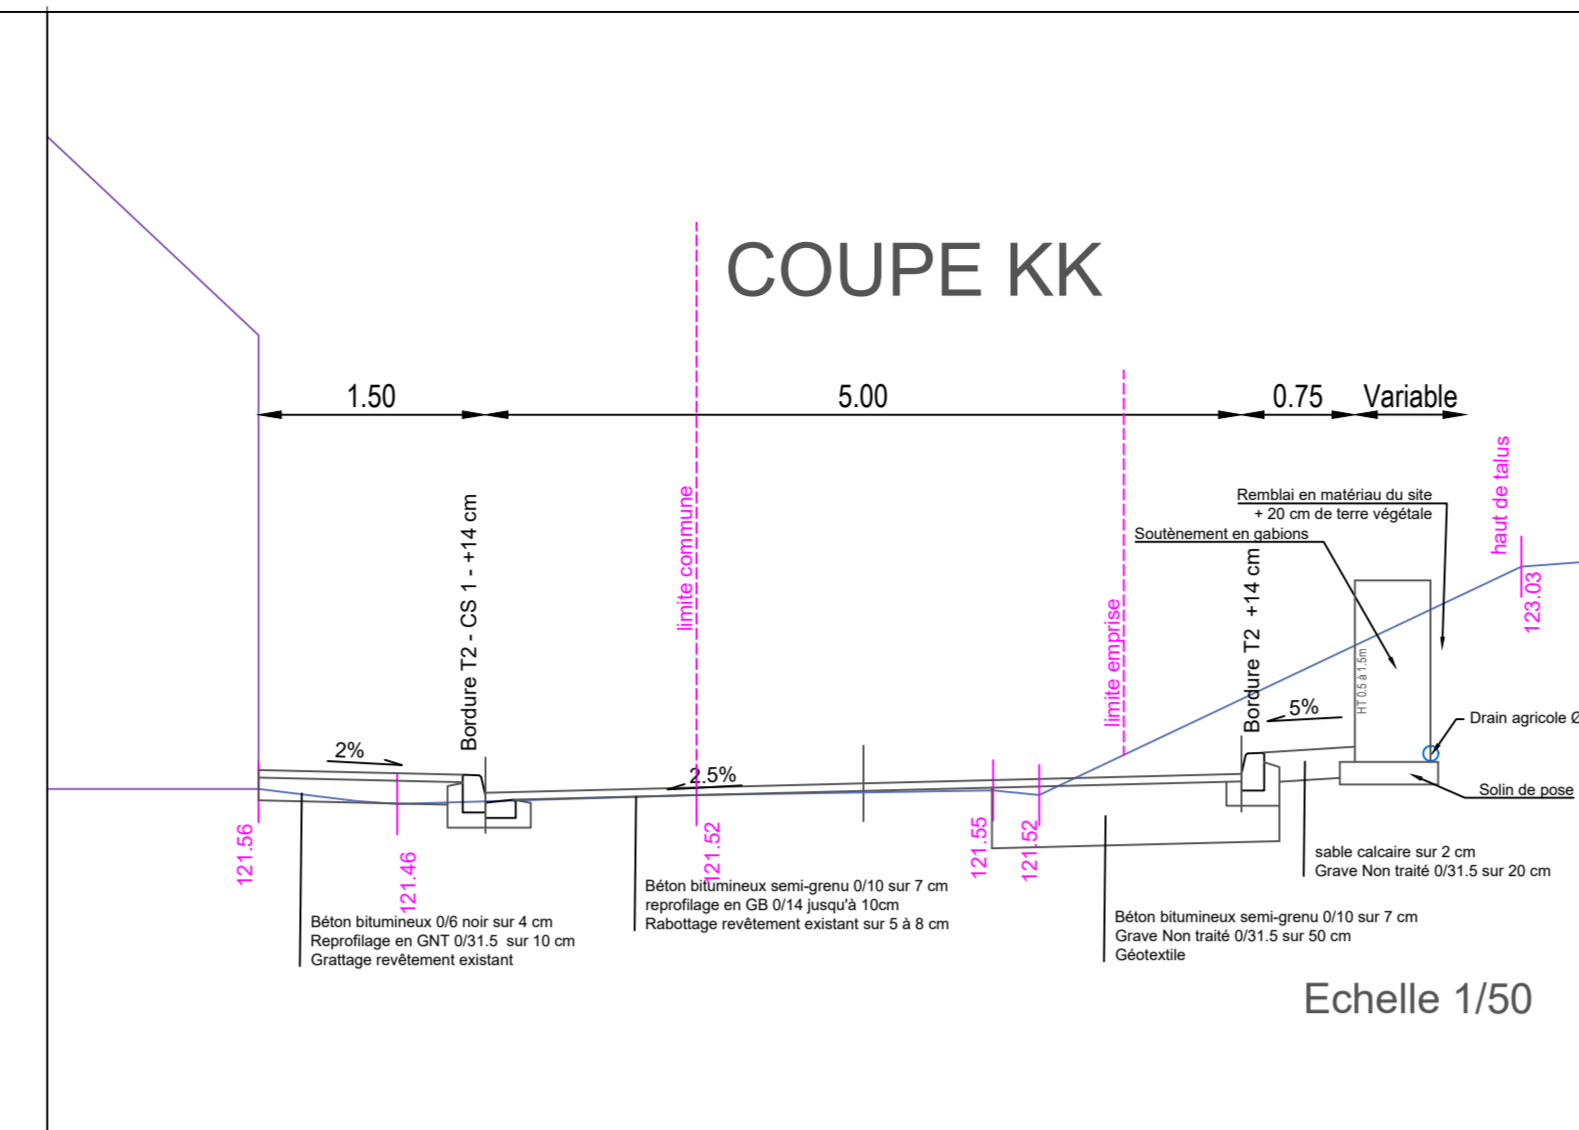 COUPE KK
1.50
5.00
0.75
Variable
haut de talus
123.03
Remblai en matériau du site
+ 20 cm de terre végétale
Soutènement en gabions
Bordure T2 - CS 1 - +14 cm
limite commune
limite emprise
Bordure T2 +14 cm
HT 0.5 à 1.5m
5%
Drain agricole Ø
2%
2.5%
Solin de pose
121.56
121.46
121.52
121.55
121.52
sable calcaire sur 2 cm
Grave Non traité 0/31.5 sur 20 cm
Béton bitumineux 0/6 noir sur 4 cm
Reprofilage en GNT 0/31.5 sur 10 cm
Grattage revêtement existant
Béton bitumineux semi-grenu 0/10 sur 7 cm
reprofilage en GB 0/14 jusqu'à 10cm
Rabottage revêtement existant sur 5 à 8 cm
Béton bitumineux semi-grenu 0/10 sur 7 cm
Grave Non traité 0/31.5 sur 50 cm
Géotextile
Echelle 1/50